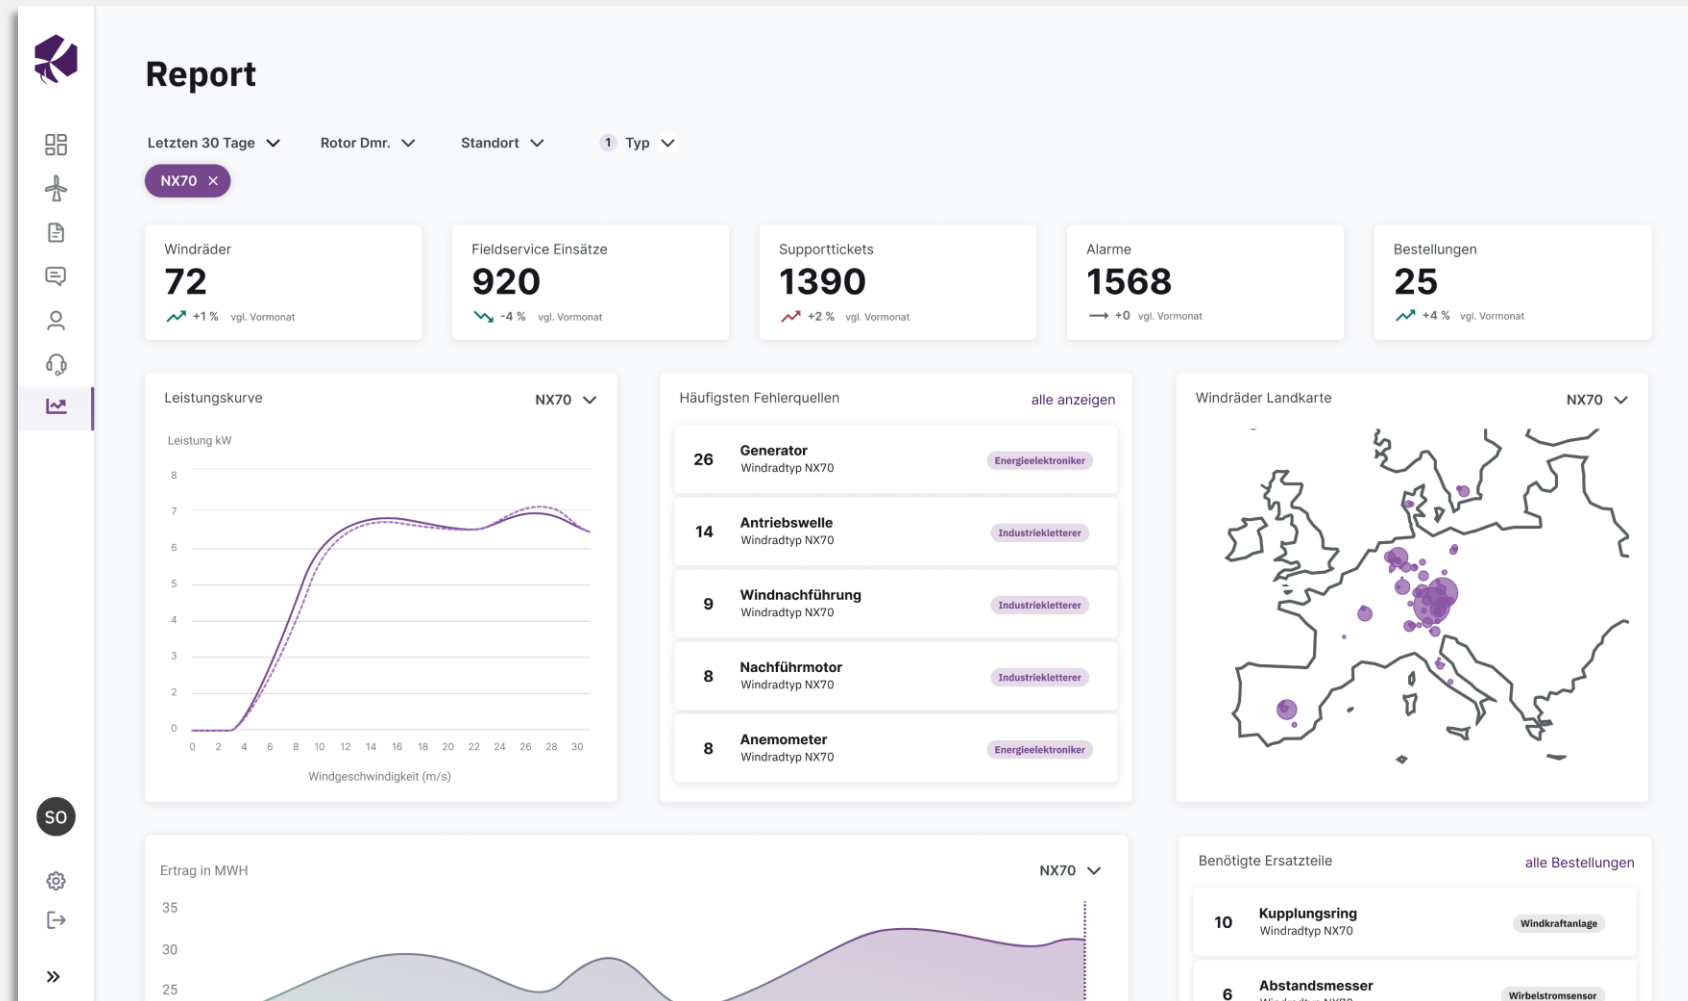 Report
Letzten 30 Tage
Rotor Dmr.
Standort
1 Typ
NX70 ×
Windräder
72
+1 % vgl. Vormonat
Fieldservice Einsätze
920
-4 % vgl. Vormonat
Supporttickets
1390
+2 % vgl. Vormonat
Alarme
1568
+0 vgl. Vormonat
Bestellungen
25
+4 % vgl. Vormonat
Leistungskurve
NX70
Leistung kW
8
7
6
5
4
3
2
0
0 2 4 6 8 10 12 14 16 18 20 22 24 26 28 30
Windgeschwindigkeit (m/s)
Häufigsten Fehlerquellen
alle anzeigen
26
Generator
Windradtyp NX70
Energieelektroniker
14
Antriebswelle
Windradtyp NX70
Industriekletterer
9
Windnachführung
Windradtyp NX70
Industriekletterer
8
Nachführmotor
Windradtyp NX70
Industriekletterer
8
Anemometer
Windradtyp NX70
Energieelektroniker
Windräder Landkarte
NX70
SO
Ertrag in MWH
NX70
35
30
25
Benötigte Ersatzteile
alle Bestellungen
10
Kupplungsring
Windradtyp NX70
Windkraftanlage
6
Abstandsmesser
Windradtyp NX70
Wirbelstromsensor